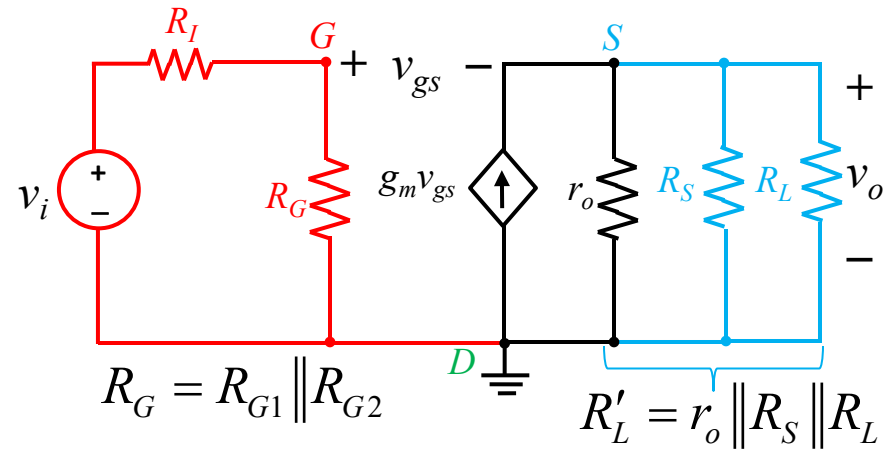 R_I
G
+ v_gs −
S
+
v_i
+
−
R_G
g_m v_gs
r_o
R_S
R_L
v_o
−
D
R_G = R_G1 || R_G2
R'_L = r_o || R_S || R_L